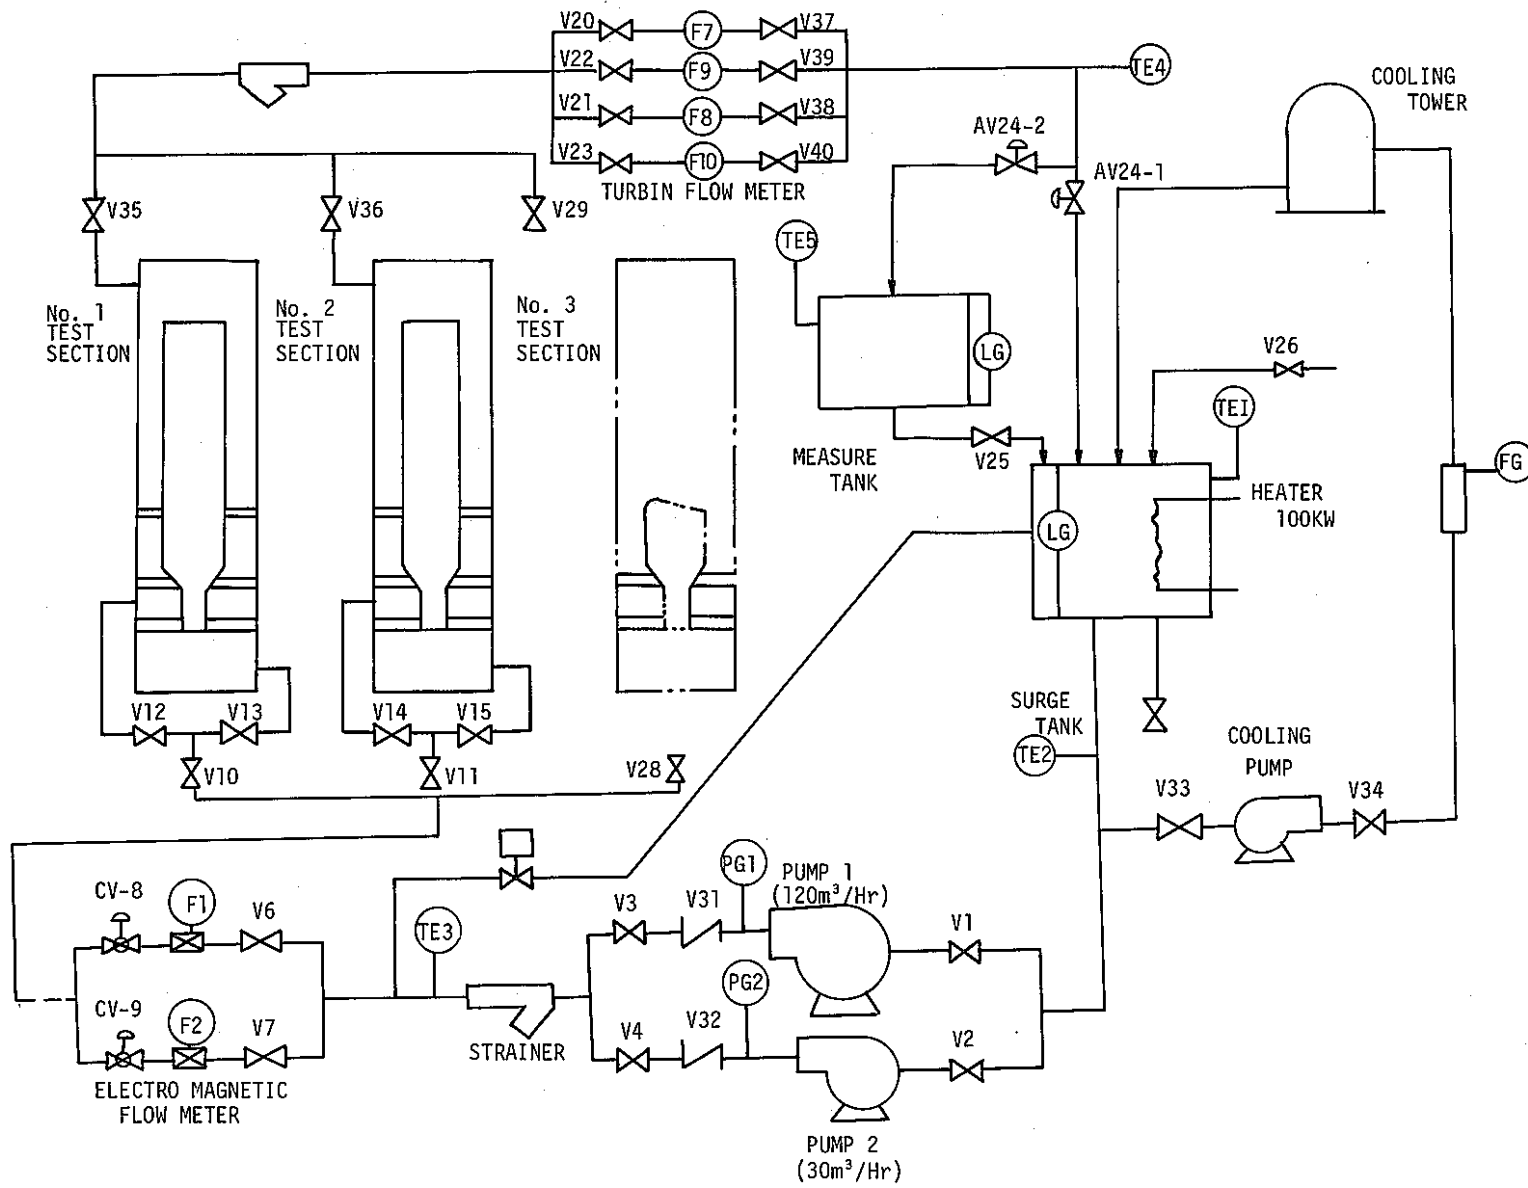 V20
F7
V37
V22
F9
V39
TE4
V21
F8
V38
V23
F10
V40
TURBIN FLOW METER
COOLING
TOWER
AV24-2
AV24-1
V35
V36
V29
TE5
No. 1
TEST
SECTION
No. 2
TEST
SECTION
No. 3
TEST
SECTION
LG
V26
TE1
MEASURE
TANK
V25
FG
HEATER
100KW
LG
SURGE
TANK
TE2
V12
V13
V14
V15
V10
V11
V28
COOLING
PUMP
V33
V34
CV-8
F1
V6
TE3
V3
V31
PG1
PUMP 1
(120m³/Hr)
V1
CV-9
F2
V7
STRAINER
V4
V32
PG2
V2
ELECTRO MAGNETIC
FLOW METER
PUMP 2
(30m³/Hr)